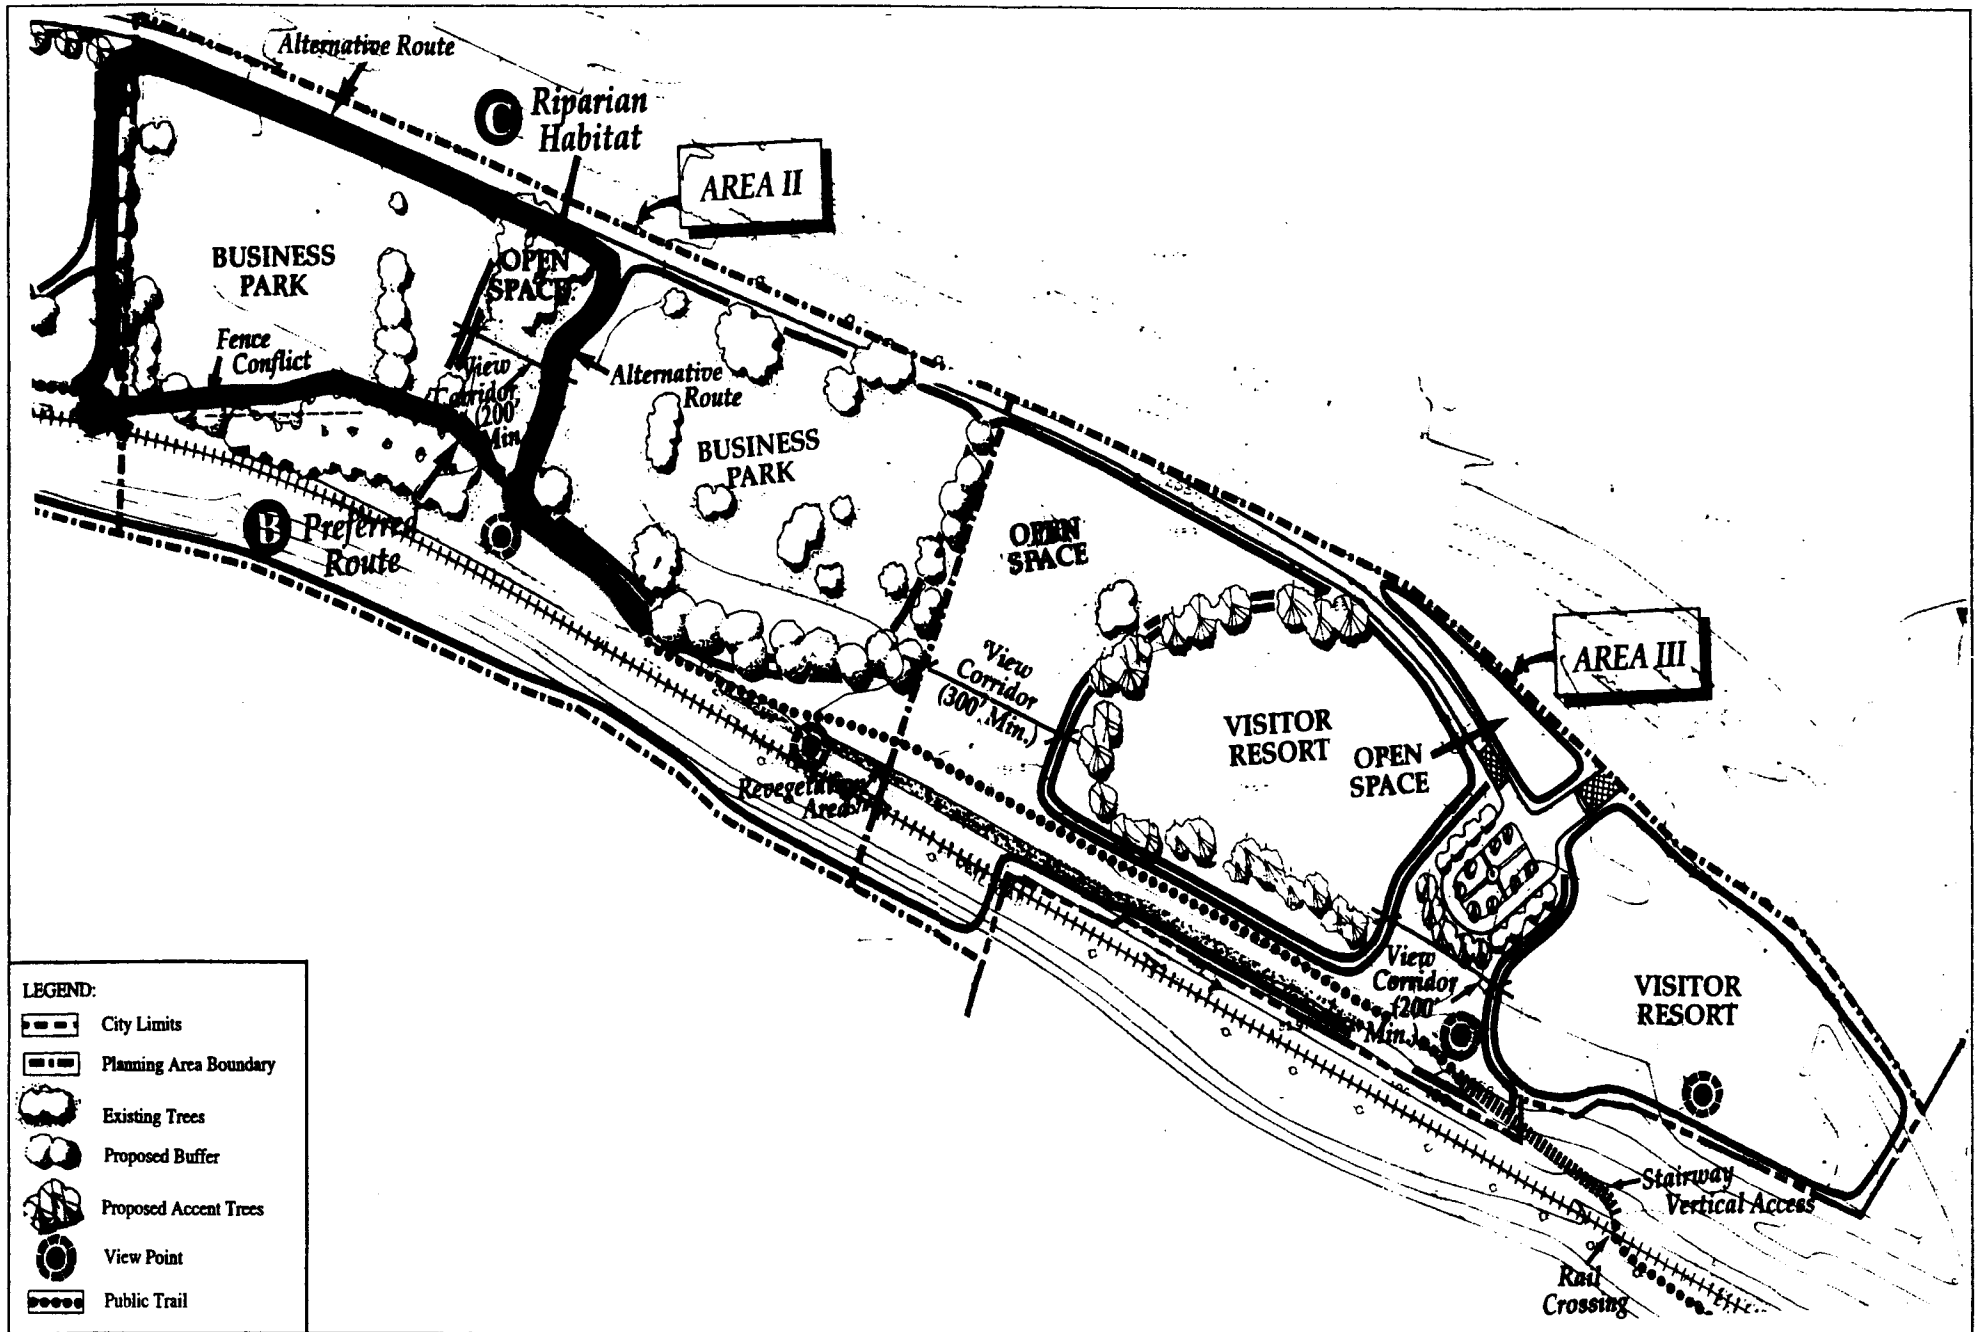 Alternative Route
C
Riparian
Habitat
AREA II
BUSINESS
PARK
OPEN
SPACE
Fence
Conflict
View
Corridor
(200'
Min
Alternative
Route
BUSINESS
PARK
B
Preferred
Route
OPEN
SPACE
View
Corridor
(300' Min.)
AREA III
VISITOR
RESORT
OPEN
SPACE
Revegetation
Area
View
Corridor
(200'
Min.)
VISITOR
RESORT
Stairway
Vertical Access
Rail
Crossing
LEGEND:
City Limits
Planning Area Boundary
Existing Trees
Proposed Buffer
Proposed Accent Trees
View Point
Public Trail